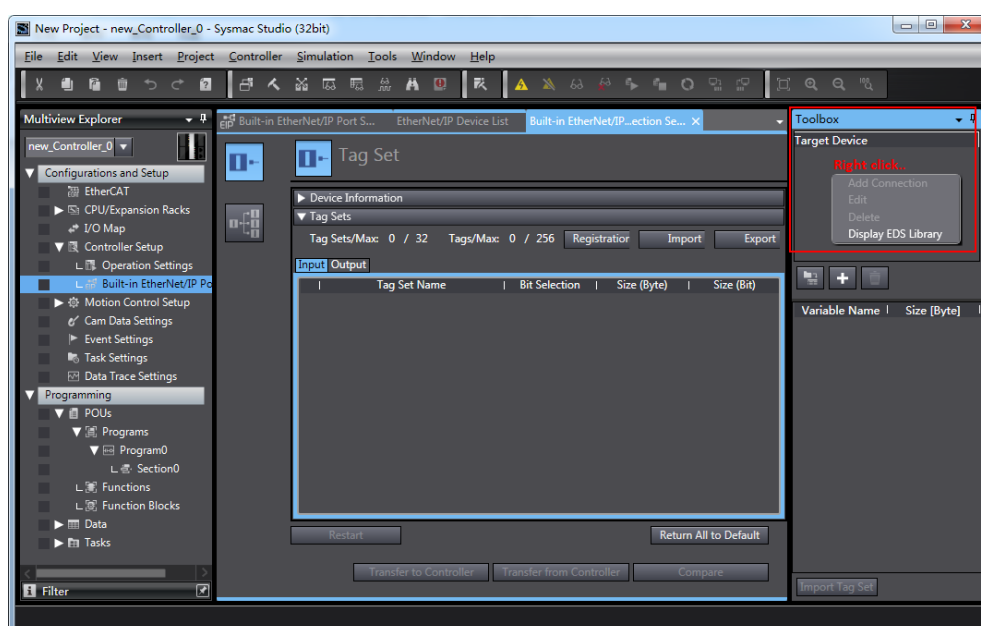 New Project - new_Controller_0 - Sysmac Studio (32bit)
File Edit View Insert Project Controller Simulation Tools Window Help
Multiview Explorer
new_Controller_0
Configurations and Setup
EtherCAT
CPU/Expansion Racks
I/O Map
Controller Setup
Operation Settings
Built-in EtherNet/IP Po
Motion Control Setup
Cam Data Settings
Event Settings
Task Settings
Data Trace Settings
Programming
POUs
Programs
Program0
Section0
Functions
Function Blocks
Data
Tasks
Filter
Built-in EtherNet/IP Port S... EtherNet/IP Device List Built-in EtherNet/IP...ection Se...
Tag Set
Device Information
Tag Sets
Tag Sets/Max: 0 / 32 Tags/Max: 0 / 256 Registration Import Export
Input Output
Tag Set Name Bit Selection Size (Byte) Size (Bit)
Restart Return All to Default
Transfer to Controller Transfer from Controller Compare
Toolbox
Target Device
Right click..
Add Connection
Edit
Delete
Display EDS Library
Variable Name Size [Byte]
Import Tag Set